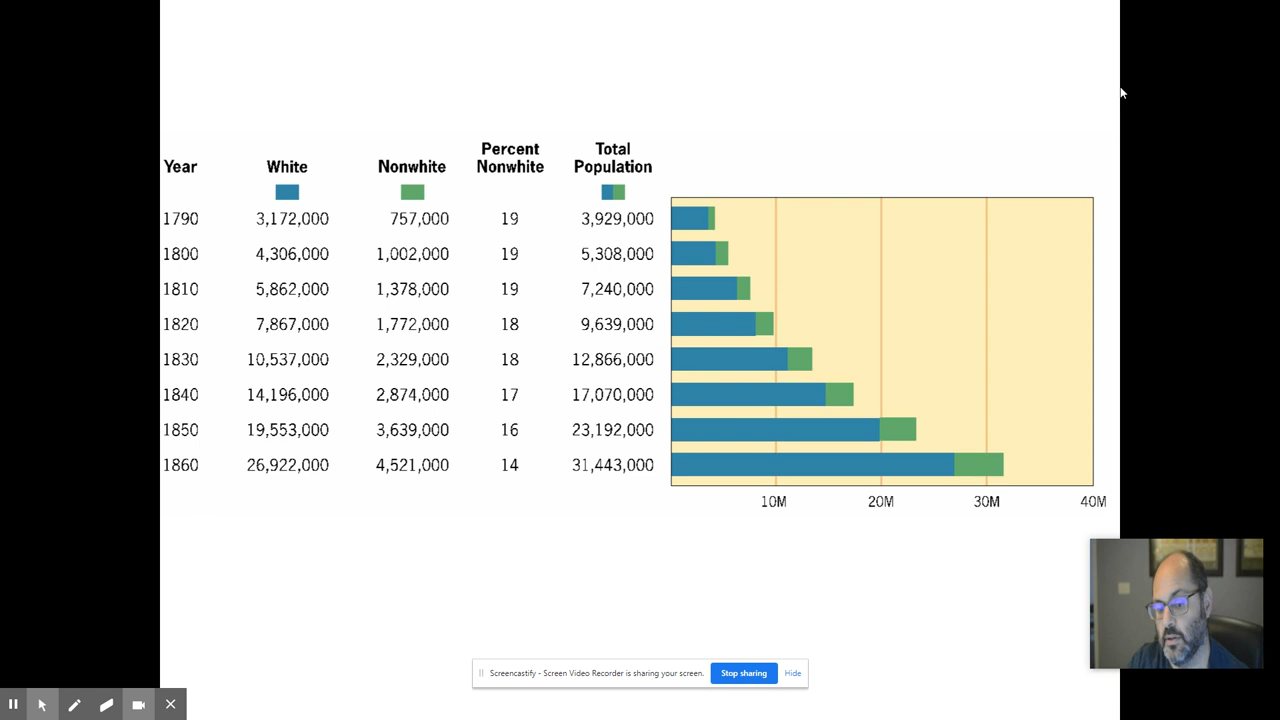 Year White Nonwhite Percent Nonwhite Total Population
1790 3,172,000 757,000 19 3,929,000
1800 4,306,000 1,002,000 19 5,308,000
1810 5,862,000 1,378,000 19 7,240,000
1820 7,867,000 1,772,000 18 9,639,000
1830 10,537,000 2,329,000 18 12,866,000
1840 14,196,000 2,874,000 17 17,070,000
1850 19,553,000 3,639,000 16 23,192,000
1860 26,922,000 4,521,000 14 31,443,000
10M 20M 30M 40M
Screencastify - Screen Video Recorder is sharing your screen. Stop sharing Hide